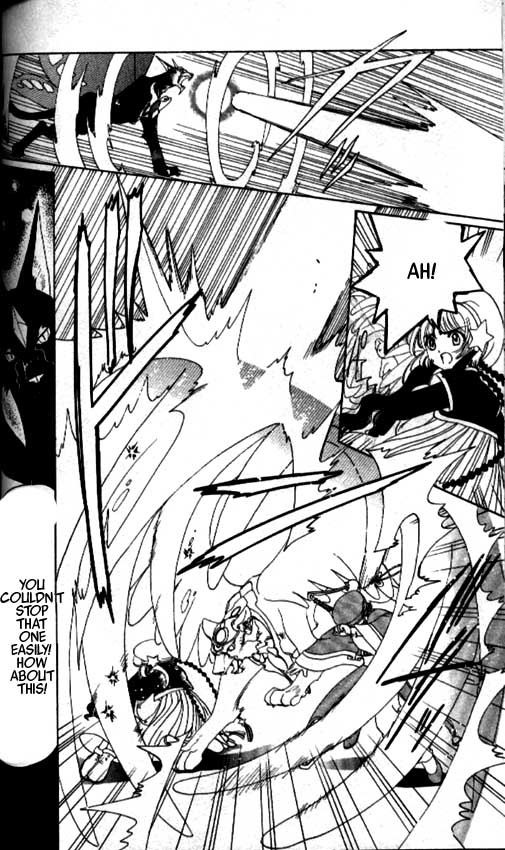 AH!
YOU
COULDN'T
STOP
THAT
ONE
EASILY!
HOW
ABOUT
THIS!